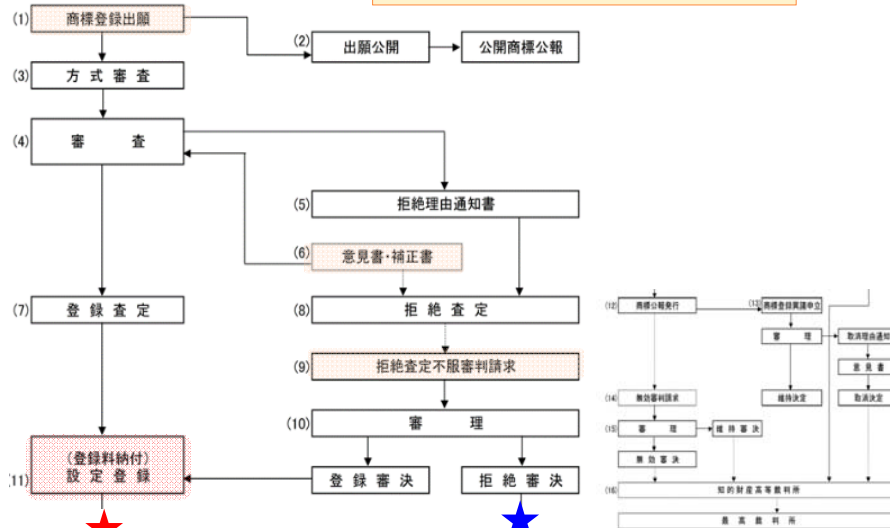 (1) 商標登録出願
(2) 出願公開
公開商標公報
(3) 方式審査
(4) 審査
(5) 拒絶理由通知書
(6) 意見書・補正書
(7) 登録査定
(8) 拒絶査定
(9) 拒絶査定不服審判請求
(10) 審理
(11) (登録料納付)
設定登録
登録審決
拒絶審決
(12) 商標公報発行
(13) 商標登録異議申立
審理
取消理由通知
意見書
維持決定
取消決定
(14) 無効審判請求
(15) 審理
維持審決
無効審決
(16) 知的財産高等裁判所
最高裁判所